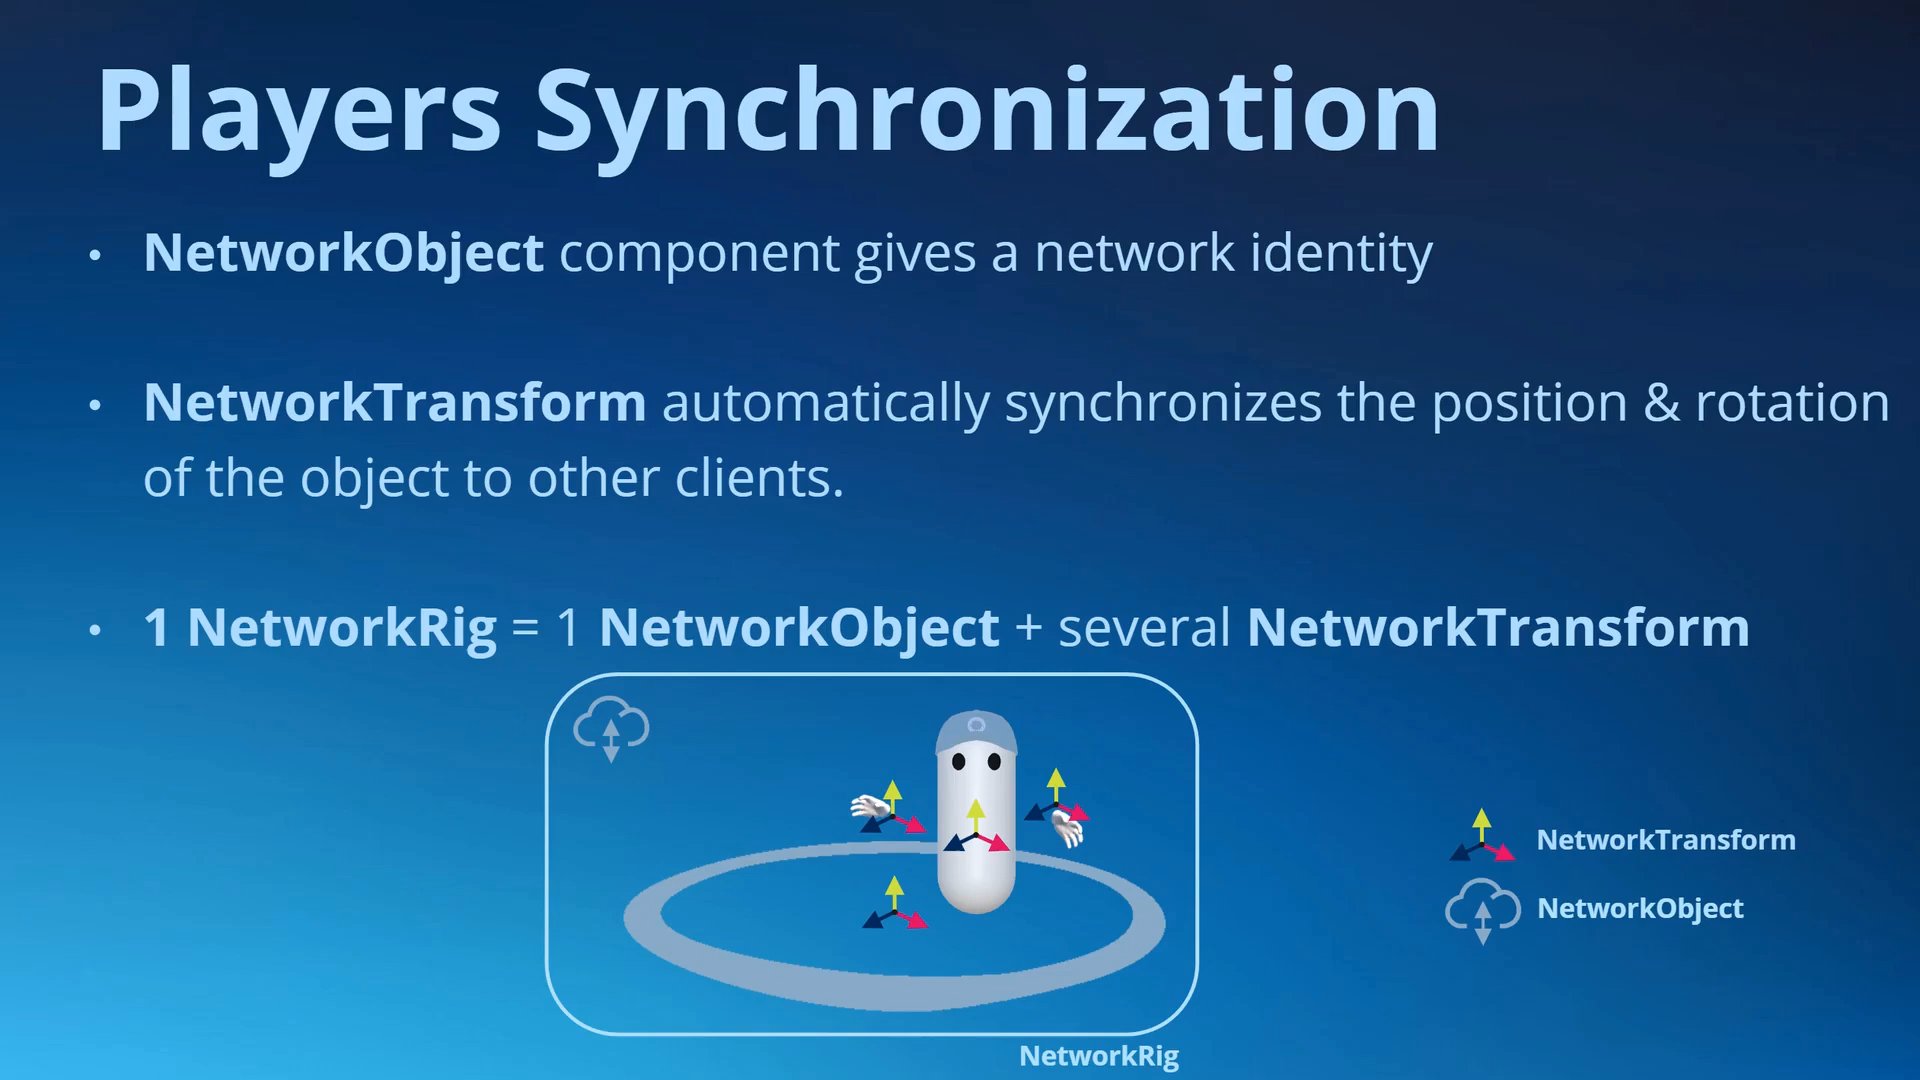 Players Synchronization
• NetworkObject component gives a network identity
• NetworkTransform automatically synchronizes the position & rotation
of the object to other clients.
• 1 NetworkRig = 1 NetworkObject + several NetworkTransform
NetworkTransform
NetworkObject
NetworkRig